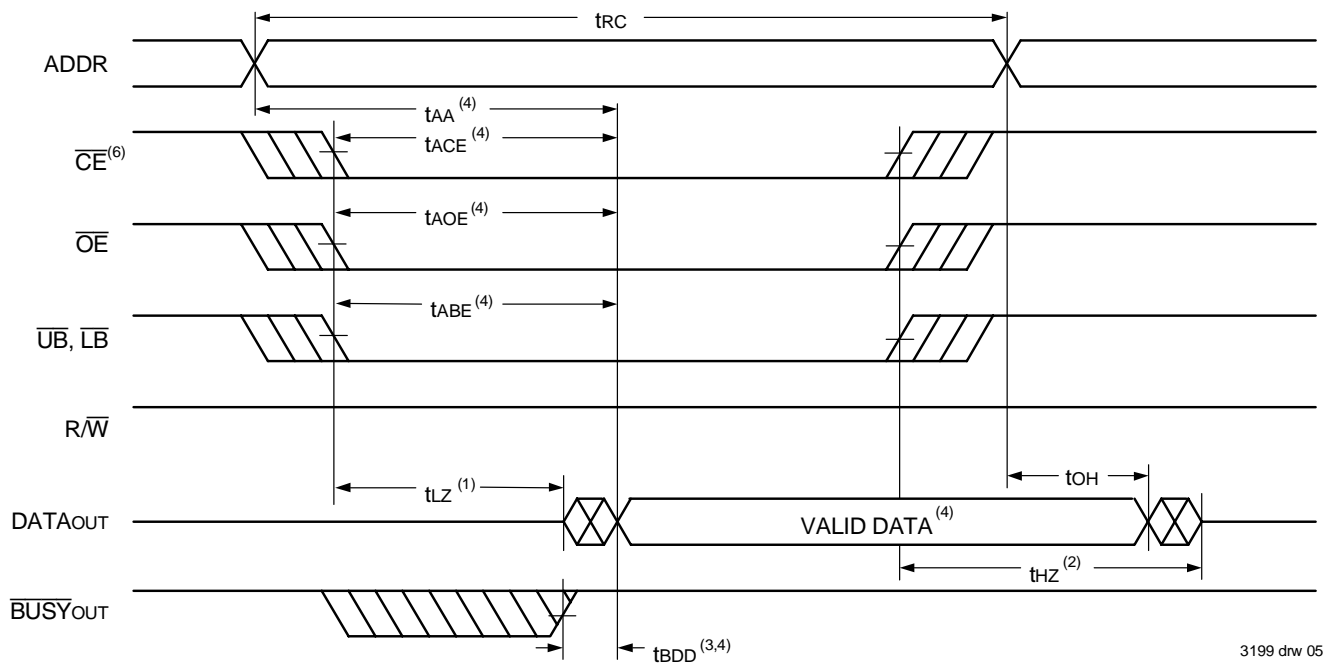 tRC
ADDR
tAA (4)
CE(6)
tACE (4)
OE
tAOE (4)
UB, LB
tABE (4)
R/W
tLZ (1)
tOH
DATAOUT
VALID DATA(4)
tHZ (2)
BUSYOUT
tBDD (3,4)
3199 drw 05